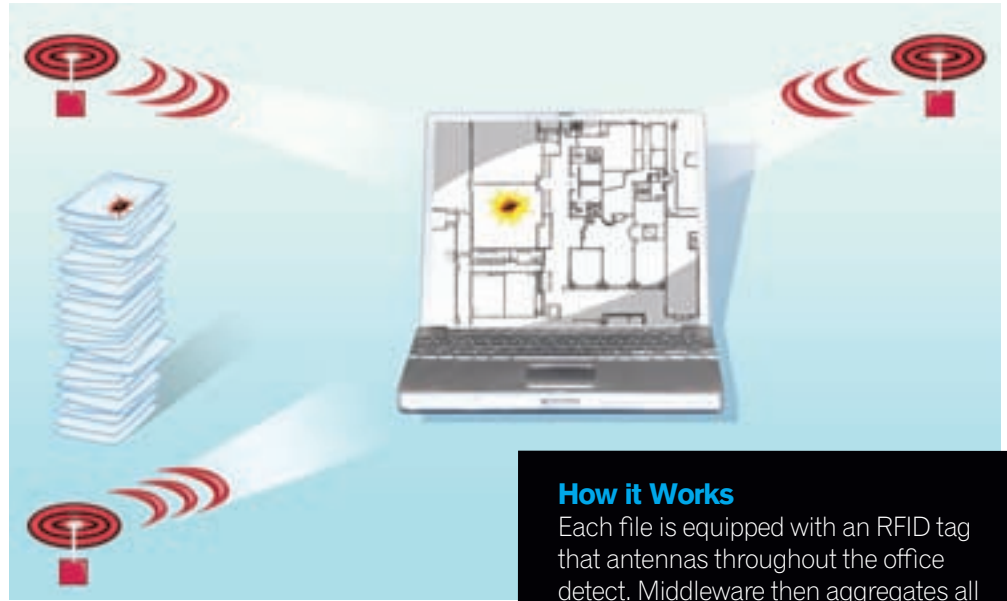 How it Works
Each file is equipped with an RFID tag
that antennas throughout the office
detect. Middleware then aggregates all